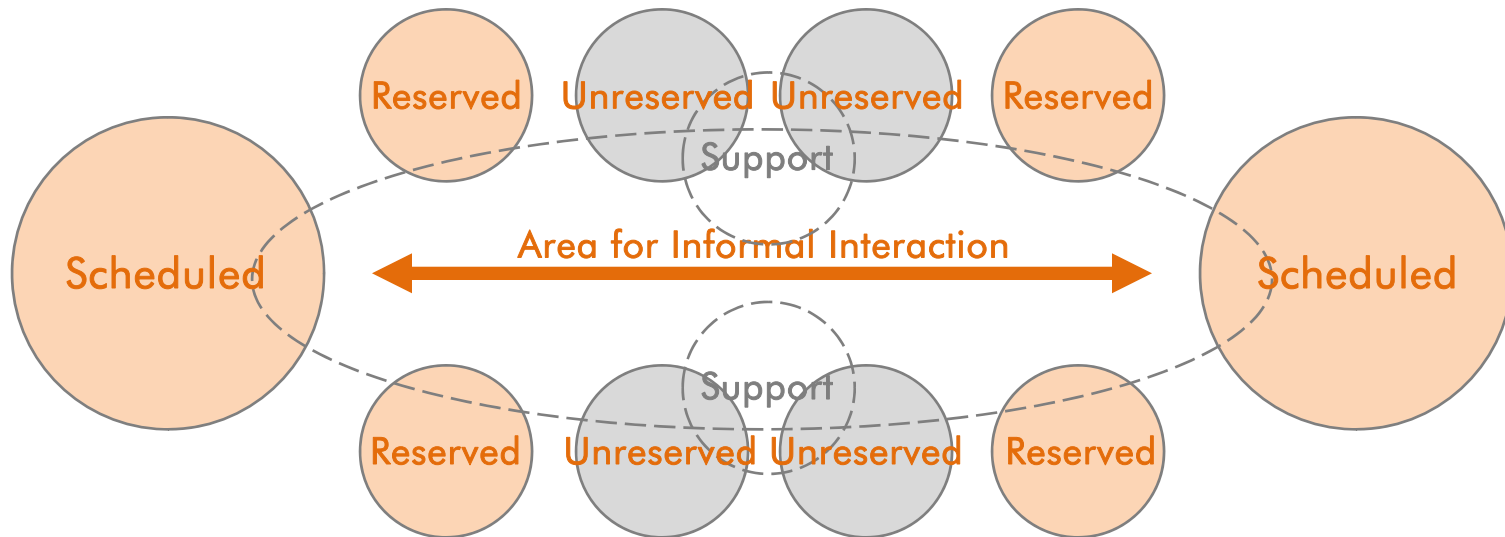 Reserved
Unreserved
Unreserved
Reserved
Support
Area for Informal Interaction
Scheduled
Scheduled
Support
Reserved
Unreserved
Unreserved
Reserved